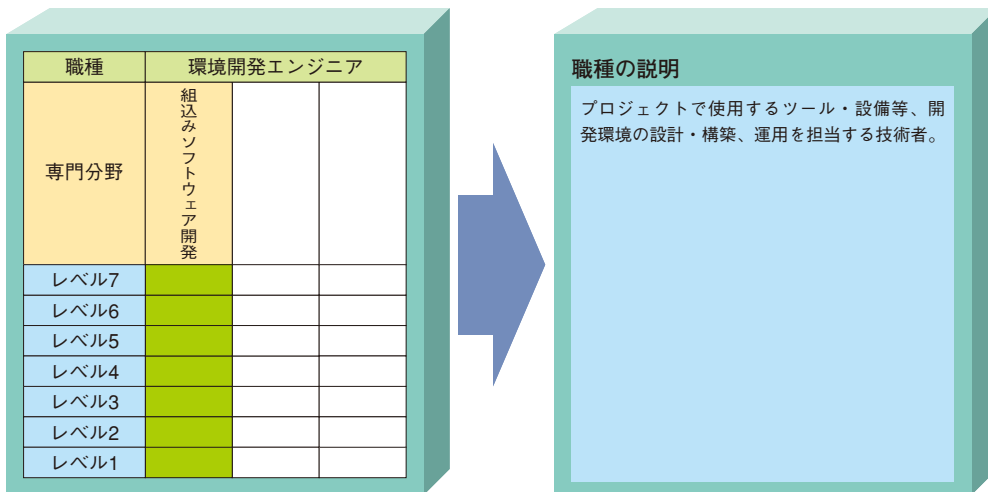 職種
環境開発エンジニア
専門分野
組込みソフトウェア開発
レベル7
レベル6
レベル5
レベル4
レベル3
レベル2
レベル1
職種の説明
プロジェクトで使用するツール・設備等、開
発環境の設計・構築、運用を担当する技術者。